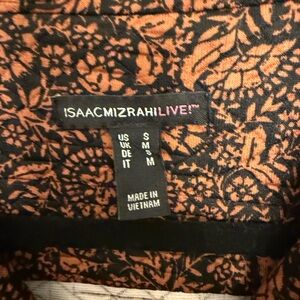 ISAACMIZRAHILIVE!™
US S
UK M
DE S
IT M
MADE IN
VIETNAM